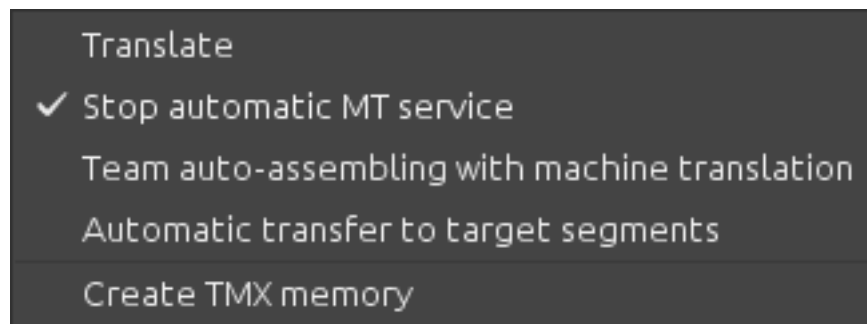 Translate
Stop automatic MT service
Team auto-assembling with machine translation
Automatic transfer to target segments
Create TMX memory